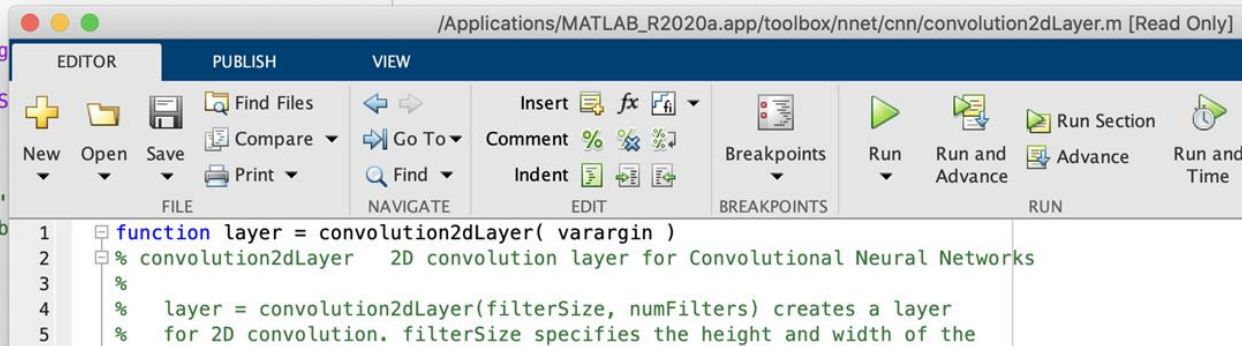 /Applications/MATLAB_R2020a.app/toolbox/nnet/cnn/convolution2dLayer.m [Read Only]
EDITOR PUBLISH VIEW
Find Files Insert fx fi
New Open Save Compare Go To Comment % Breakpoints Run Run and Advance Run Section Run and Time
Print Find Indent Advance
FILE NAVIGATE EDIT BREAKPOINTS RUN
1 function layer = convolution2dLayer( varargin )
2 % convolution2dLayer   2D convolution layer for Convolutional Neural Networks
3 %
4 %   layer = convolution2dLayer(filterSize, numFilters) creates a layer
5 %   for 2D convolution. filterSize specifies the height and width of the